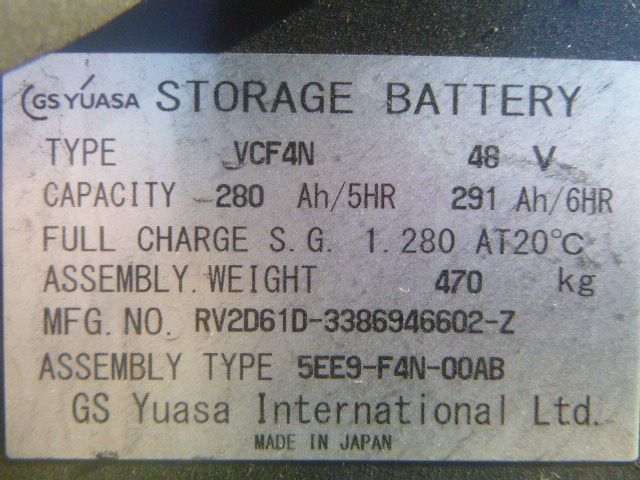 GS YUASA STORAGE BATTERY
TYPE VCF4N 48 V
CAPACITY 280 Ah/5HR 291 Ah/6HR
FULL CHARGE S.G. 1.280 AT20°C
ASSEMBLY.WEIGHT 470 kg
MFG.NO. RV2D61D-3386946602-Z
ASSEMBLY TYPE 5EE9-F4N-00AB
GS Yuasa International Ltd.
MADE IN JAPAN